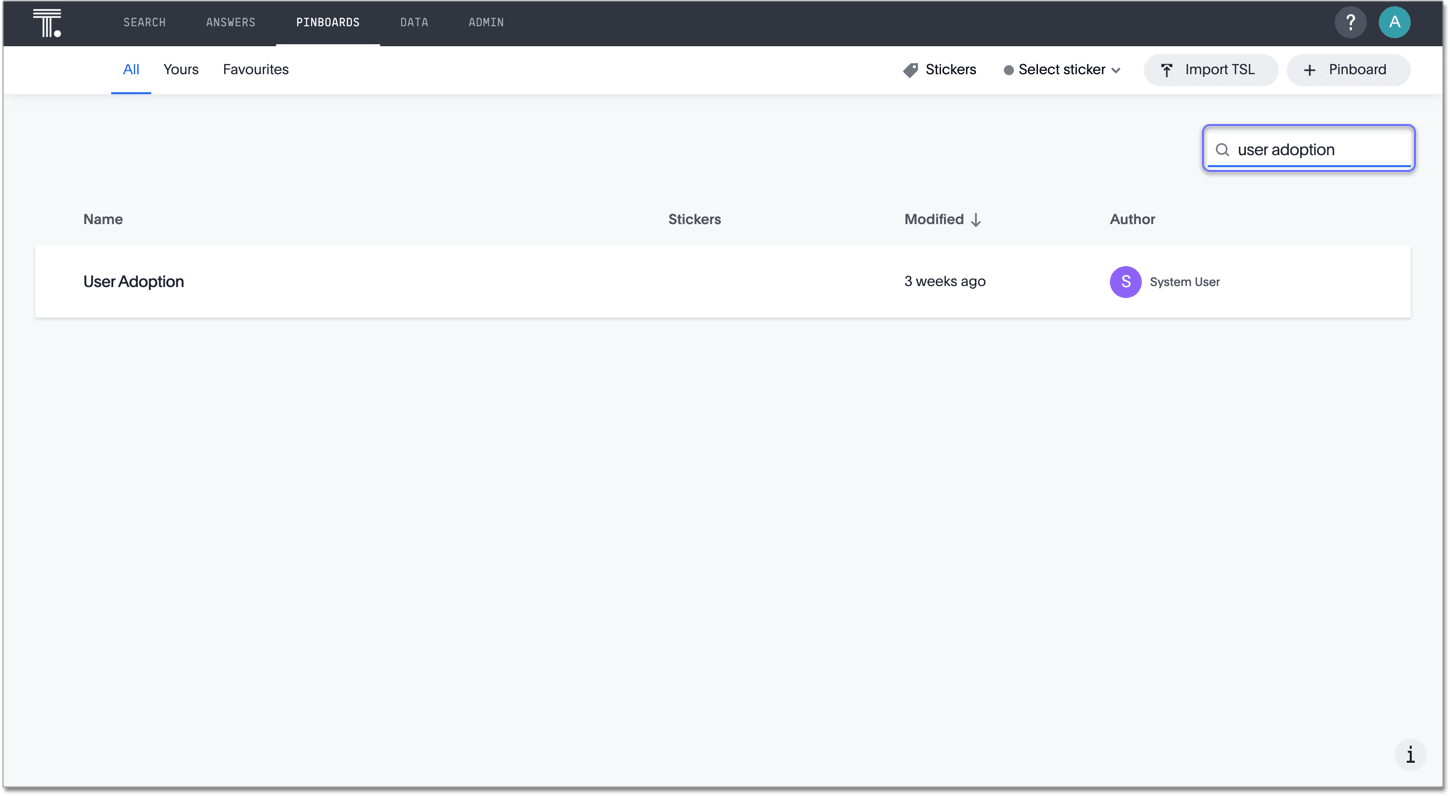 SEARCH ANSWERS PINBOARDS DATA ADMIN ? A
All Yours Favourites Stickers Select sticker Import TSL + Pinboard
user adoption
Name Stickers Modified ↓ Author
User Adoption 3 weeks ago S System User
i